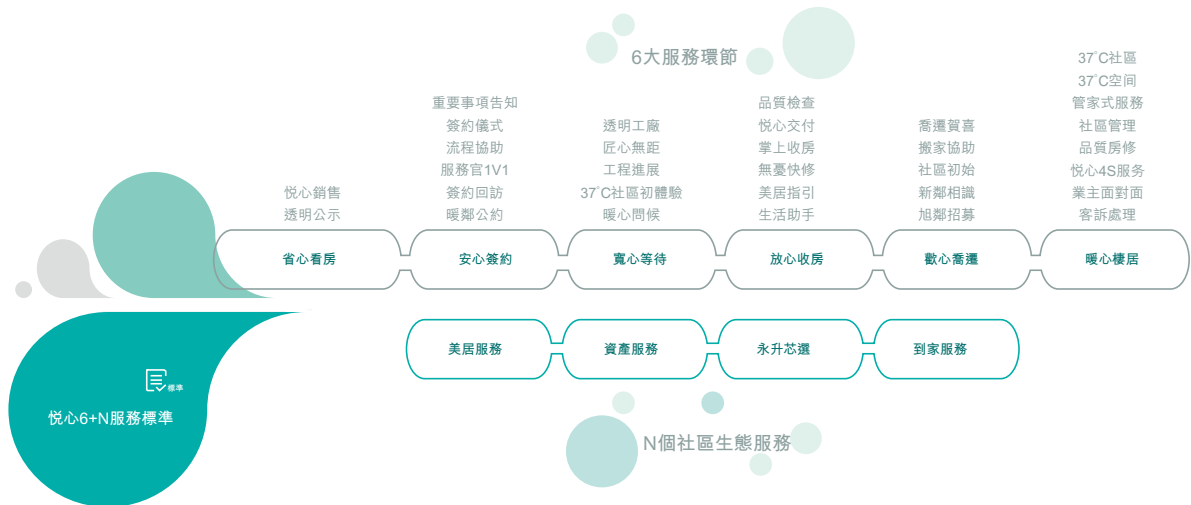 6大服務環節
悦心銷售
透明公示
省心看房
重要事項告知
簽約儀式
流程協助
服務官1V1
簽約回訪
暖鄰公約
安心簽約
透明工廠
匠心無距
工程進展
37°C社區初體驗
暖心問候
寬心等待
品質檢查
悦心交付
掌上收房
無憂快修
美居指引
生活助手
放心收房
喬遷賀喜
搬家協助
社區初始
新鄰相識
旭鄰招募
歡心喬遷
37°C社區
37°C空间
管家式服務
社區管理
品質房修
悦心4S服务
業主面對面
客訴處理
暖心棲居
美居服務
資產服務
永升芯選
到家服務
標準
悦心6+N服務標準
N個社區生態服務